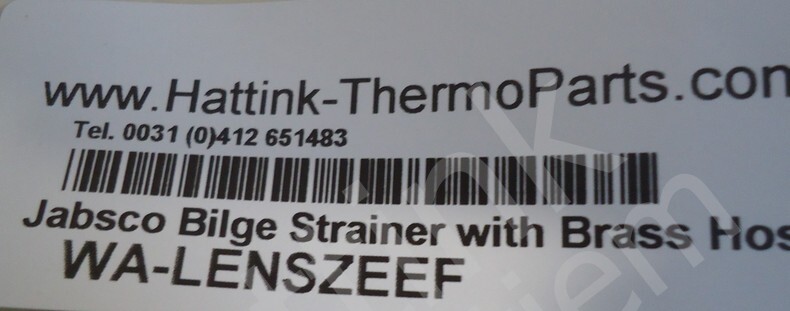 www.Hattink-ThermoParts.con
Tel. 0031 (0)412 651483
Jabsco Bilge Strainer with Brass Hos
WA-LENSZEEF